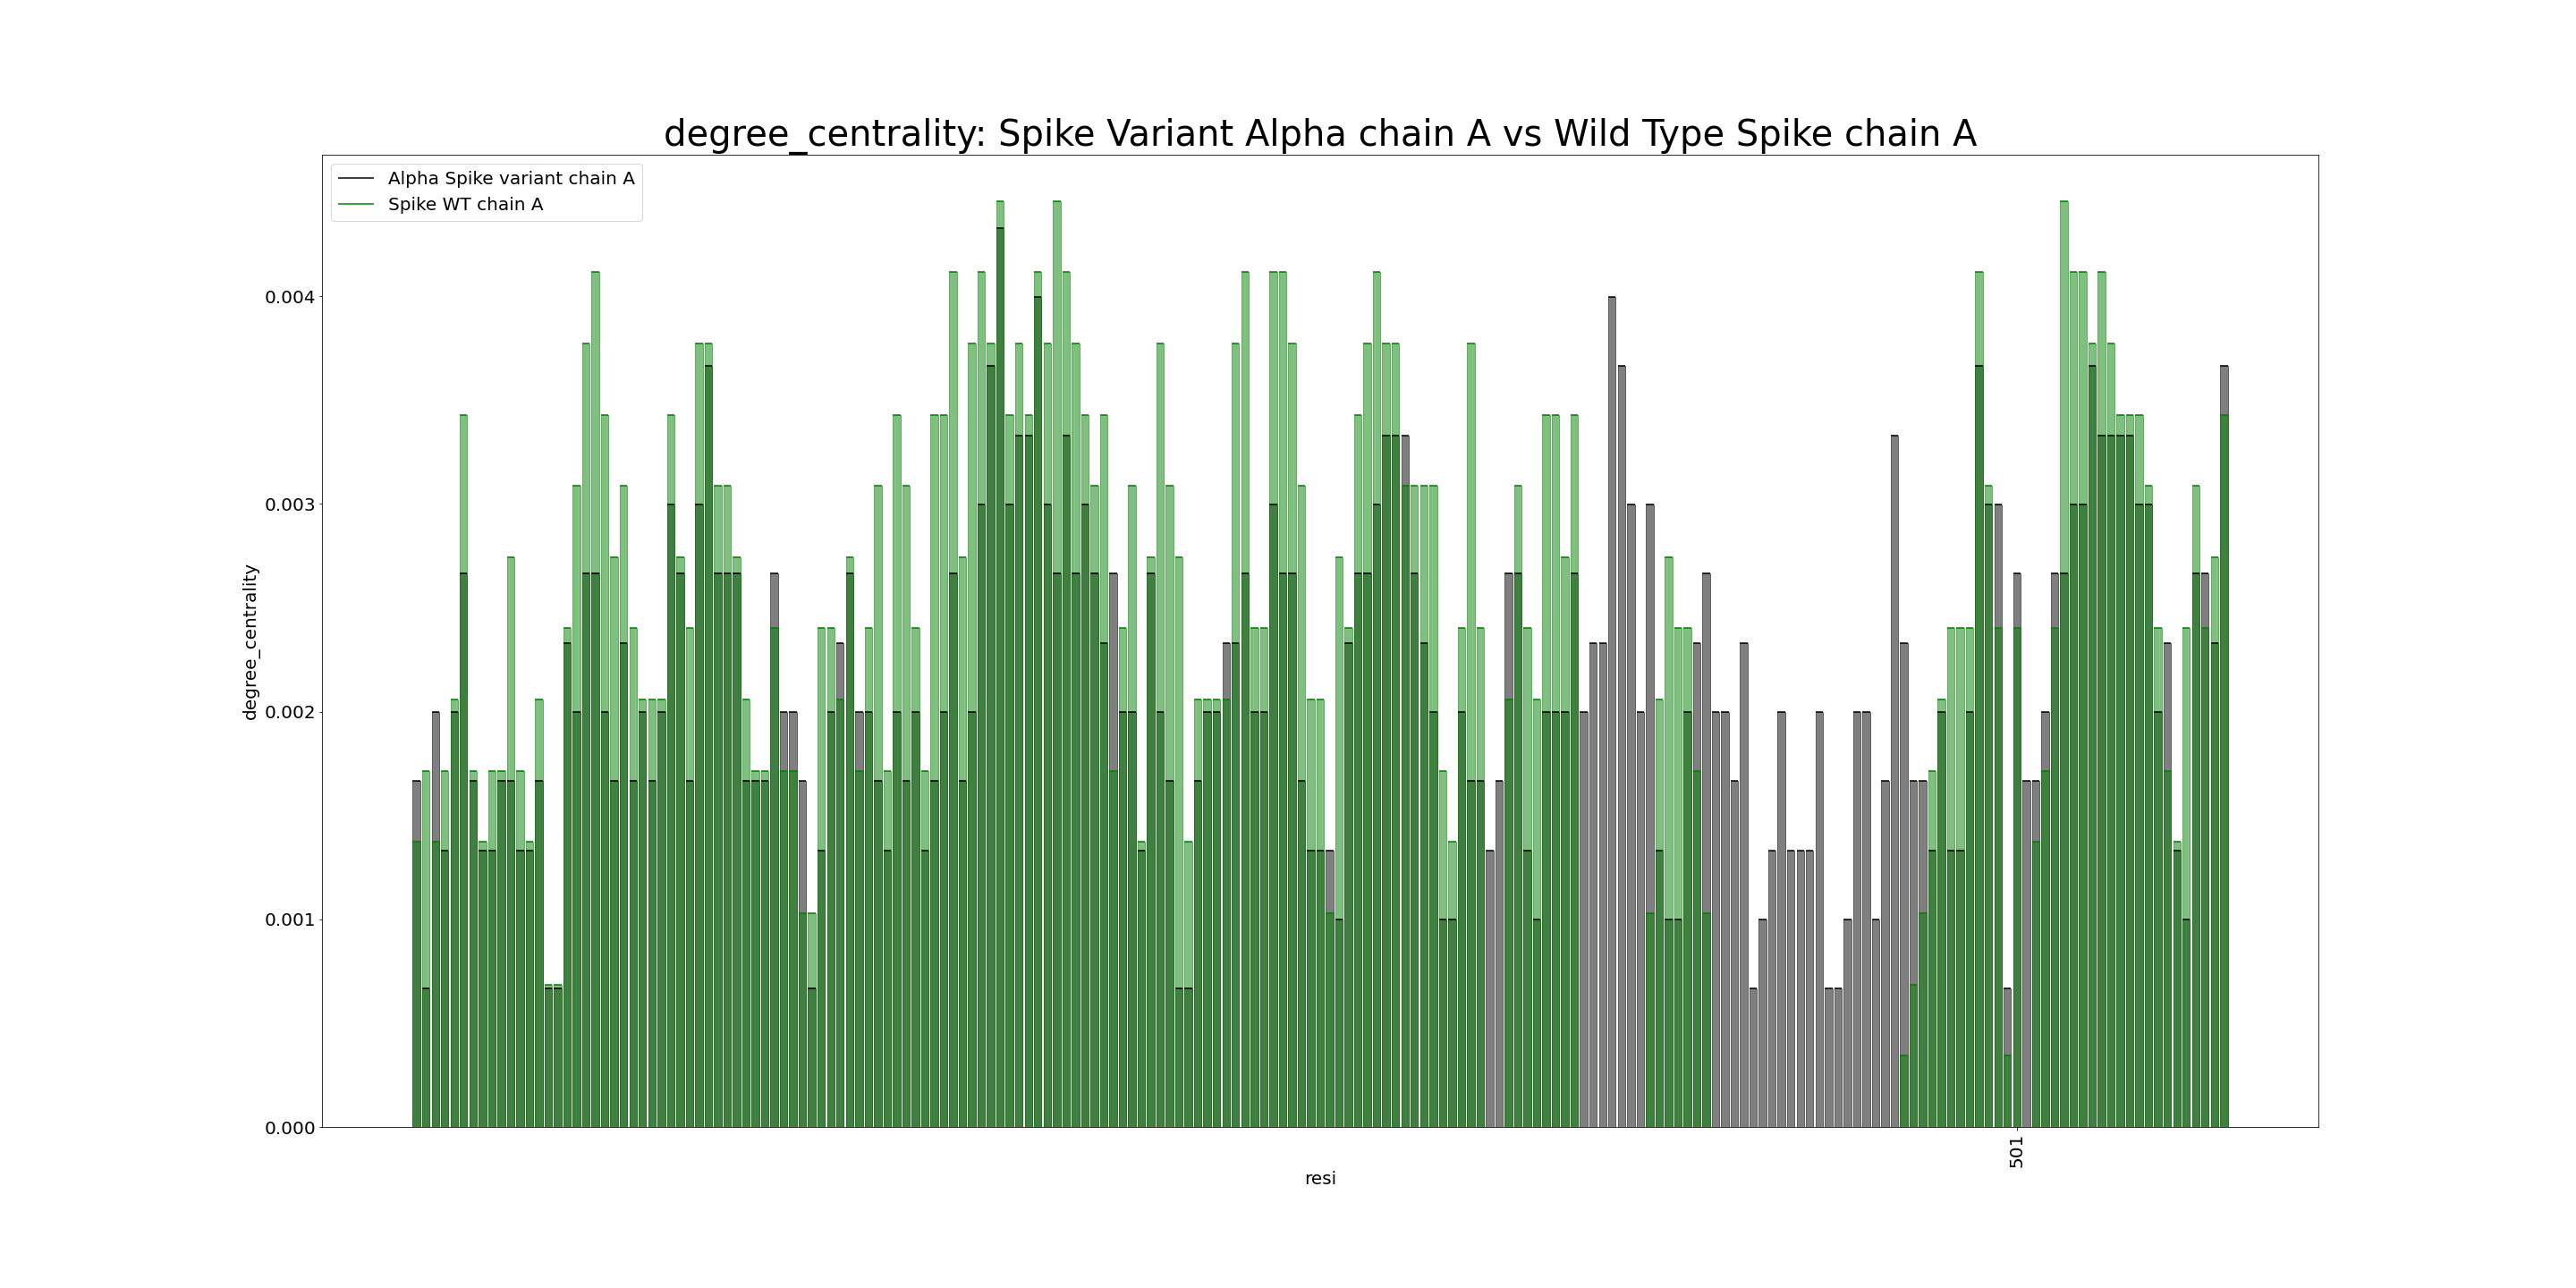 degree_centrality: Spike Variant Alpha chain A vs Wild Type Spike chain A
Alpha Spike variant chain A
Spike WT chain A
0.004
0.003
0.002
0.001
0.000
degree_centrality
501
resi